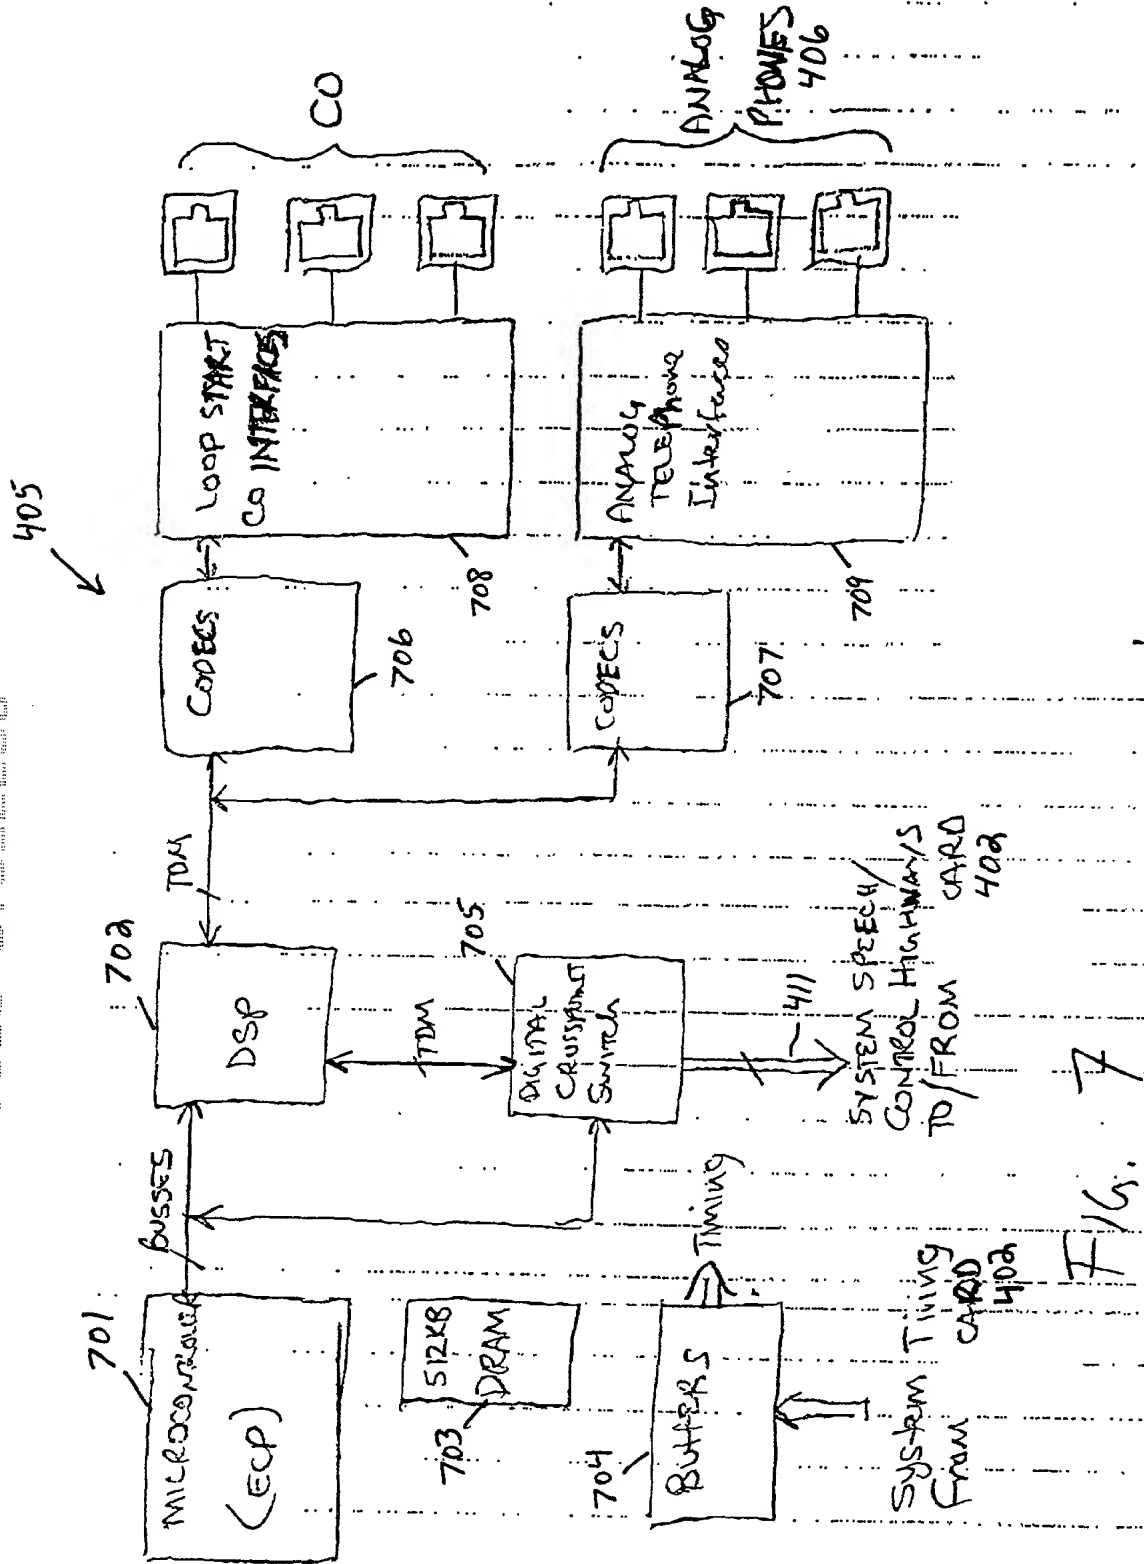 405
701
MICROCONTROLLER
(ECP)
BUSSES
702
DSP
TDM
CODECS
706
LOOP START
CO INTERFACES
708
CO
703
512KB
DRAM
TDM
705
DIGITAL
CROSSPOINT
Switch
411
SYSTEM SPEECH/
CONTROL HIGHWAYS
TO/FROM CARD
402
CODECS
707
ANALOG
TELEPhone
Interfaces
709
ANALOG
PHONES
406
704
BUFFERS
Timing
System Timing
From CARD
402
FIG. 7